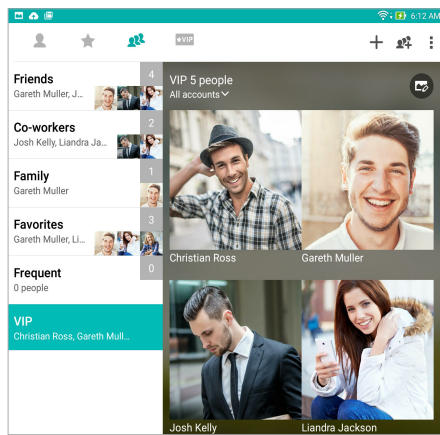 6:12 AM
VIP
Friends
4
Gareth Muller, J...
Co-workers
2
Josh Kelly, Liandra Ja...
Family
1
Gareth Muller
Favorites
3
Gareth Muller, Li...
Frequent
0
0 people
VIP
Christian Ross, Gareth Mull...
VIP 5 people
All accounts
Christian Ross
Gareth Muller
Josh Kelly
Liandra Jackson